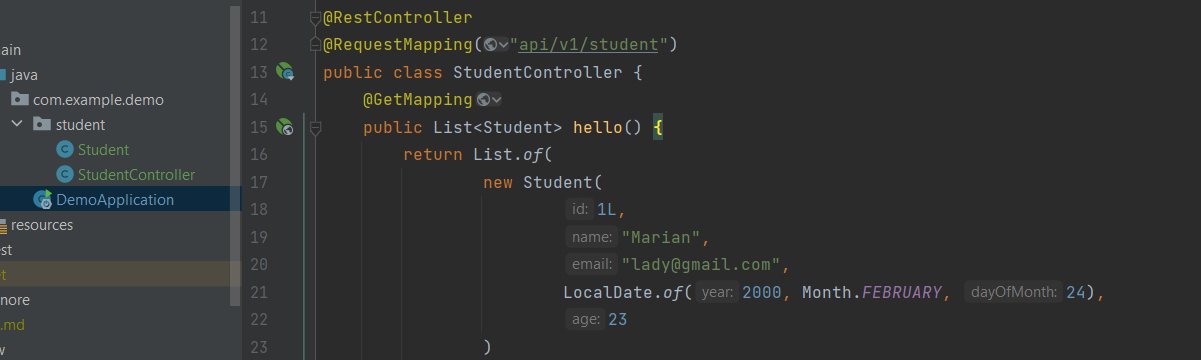 ain
java
com.example.demo
student
Student
StudentController
DemoApplication
resources
est
et
nore
.md
w
11 @RestController
12 @RequestMapping("api/v1/student")
13 public class StudentController {
14 @GetMapping
15 public List<Student> hello() {
16 return List.of(
17 new Student(
18 id: 1L,
19 name: "Marian",
20 email: "lady@gmail.com",
21 LocalDate.of( year: 2000, Month.FEBRUARY, dayOfMonth: 24),
22 age: 23
23 )